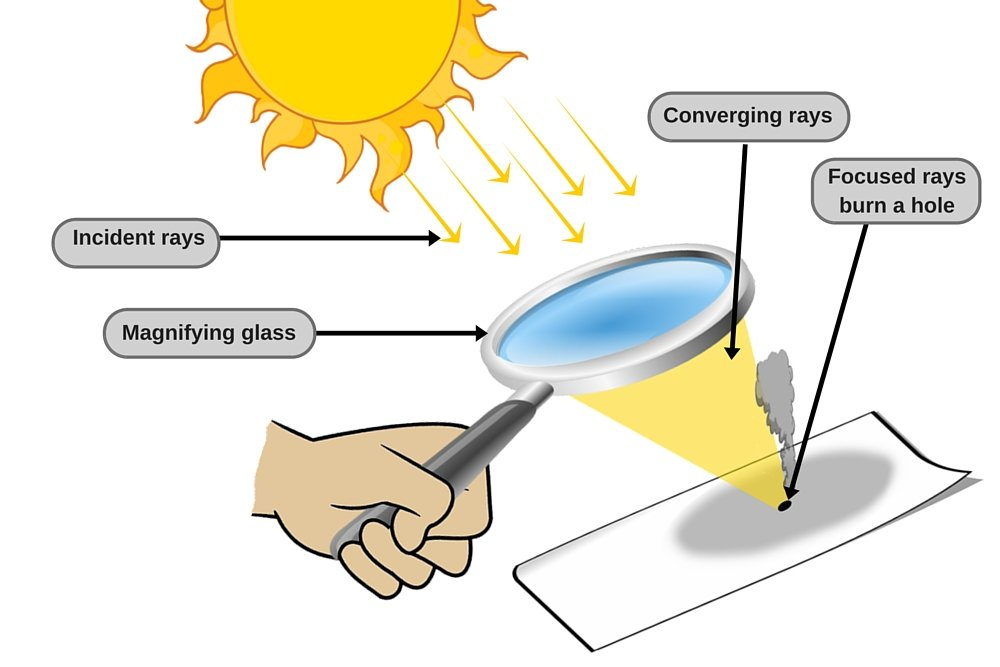 Converging rays
Focused rays
burn a hole
Incident rays
Magnifying glass